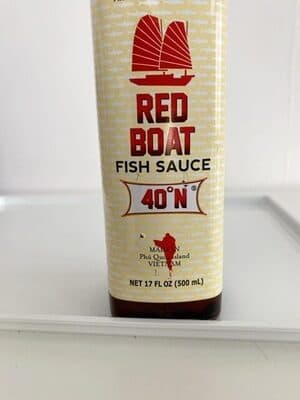 RED
BOAT
FISH SAUCE
40°N®
Phú Quốc Island
VIETNAM
NET 17 FL OZ (500 mL)